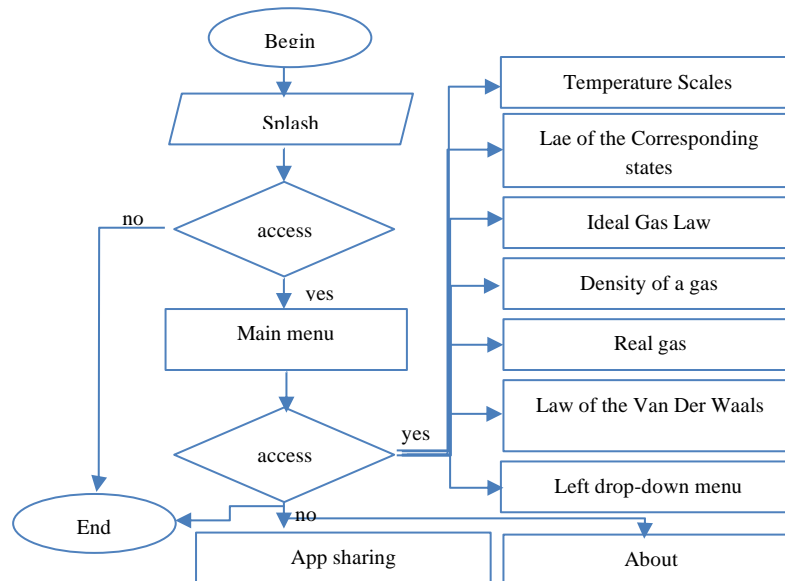 Begin
Splash
access
no
yes
Main menu
access
yes
no
End
Temperature Scales
Lae of the Corresponding
states
Ideal Gas Law
Density of a gas
Real gas
Law of the Van Der Waals
Left drop-down menu
App sharing
About